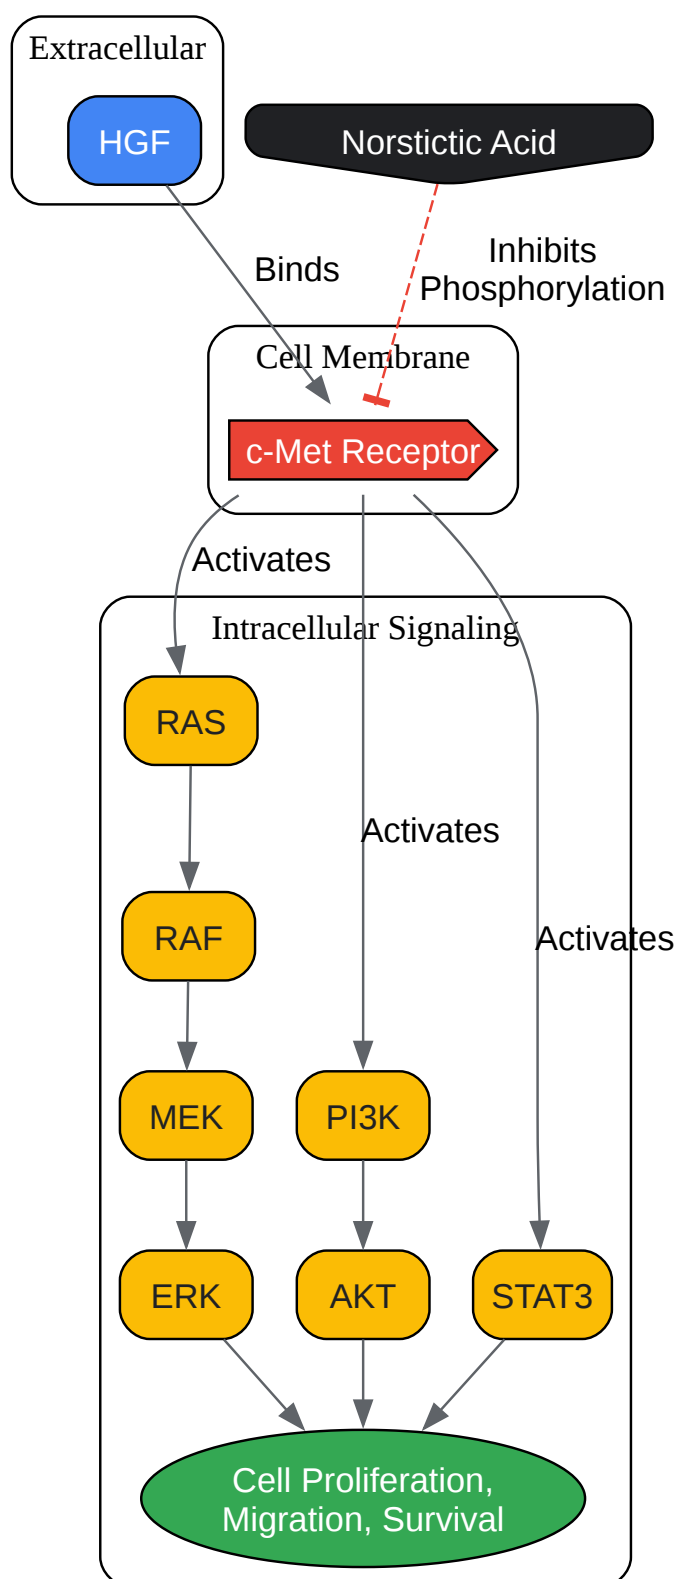 Extracellular
HGF
Norstictic Acid
Binds
Inhibits
Phosphorylation
Cell Membrane
c-Met Receptor
Activates
Intracellular Signaling
RAS
Activates
RAF
Activates
MEK
PI3K
ERK
AKT
STAT3
Cell Proliferation,
Migration, Survival